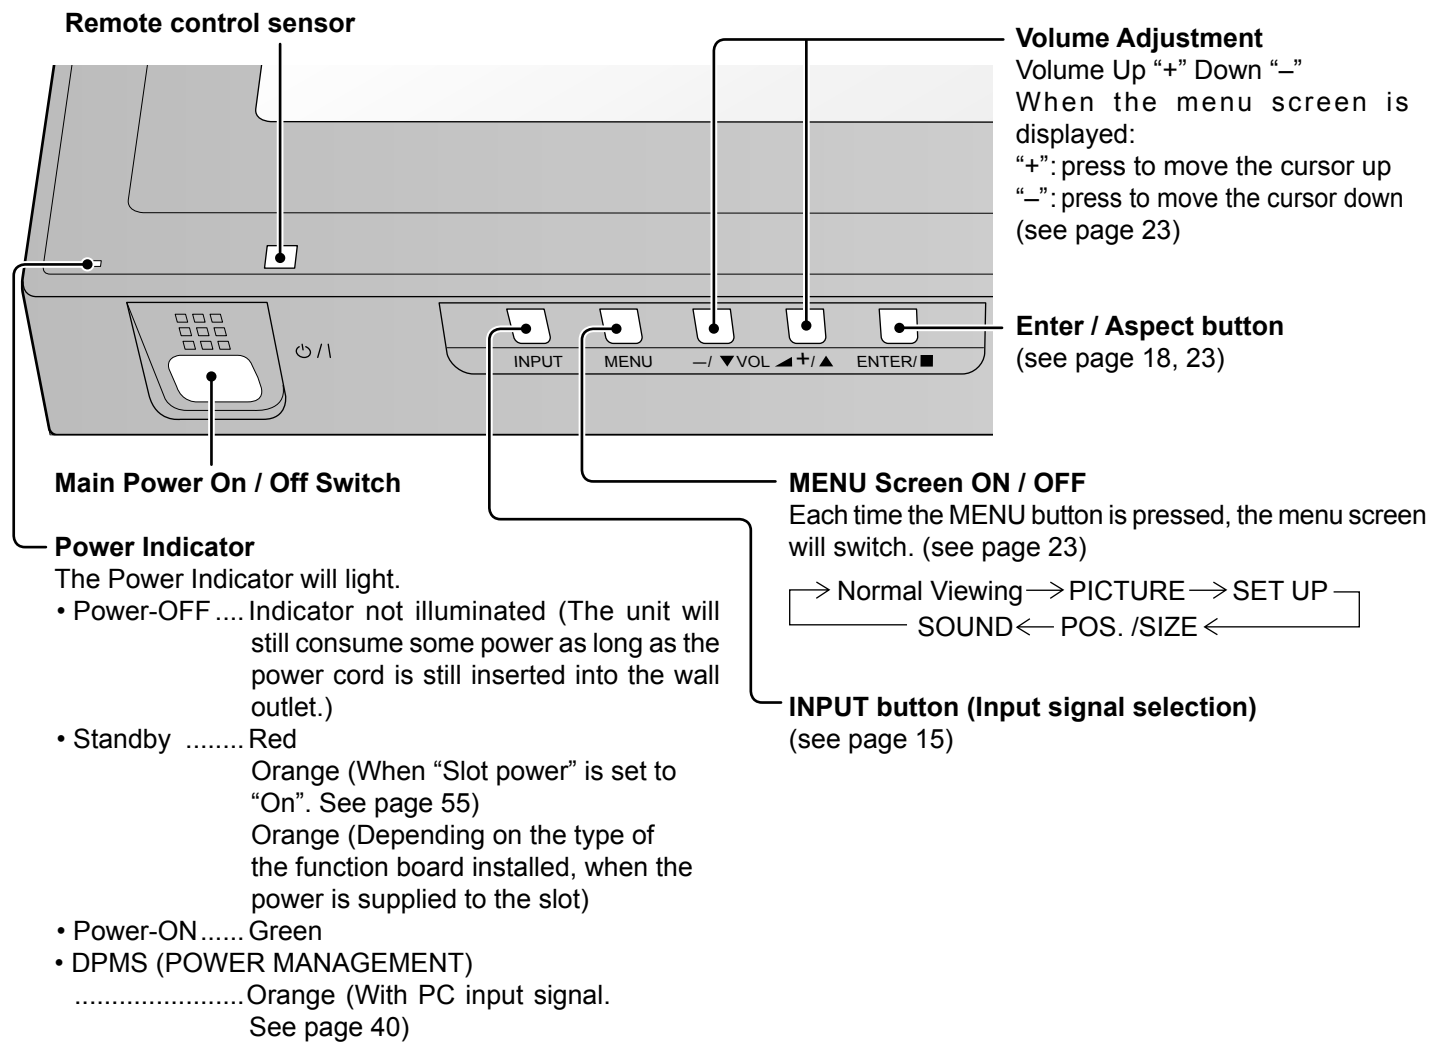 Remote control sensor
Volume Adjustment
Volume Up “+” Down “–”
When the menu screen is
displayed:
“+”: press to move the cursor up
“–”: press to move the cursor down
(see page 23)
Enter / Aspect button
(see page 18, 23)
INPUT MENU –/ ▼VOL ◢ +/▲ ENTER/■
⏻ / |
Main Power On / Off Switch
Power Indicator
The Power Indicator will light.
• Power-OFF .... Indicator not illuminated (The unit will
still consume some power as long as the
power cord is still inserted into the wall
outlet.)
• Standby ........ Red
Orange (When “Slot power” is set to
“On”. See page 55)
Orange (Depending on the type of
the function board installed, when the
power is supplied to the slot)
• Power-ON ...... Green
• DPMS (POWER MANAGEMENT)
....................... Orange (With PC input signal.
See page 40)
MENU Screen ON / OFF
Each time the MENU button is pressed, the menu screen
will switch. (see page 23)
→ Normal Viewing → PICTURE → SET UP
SOUND ← POS. /SIZE ←
INPUT button (Input signal selection)
(see page 15)